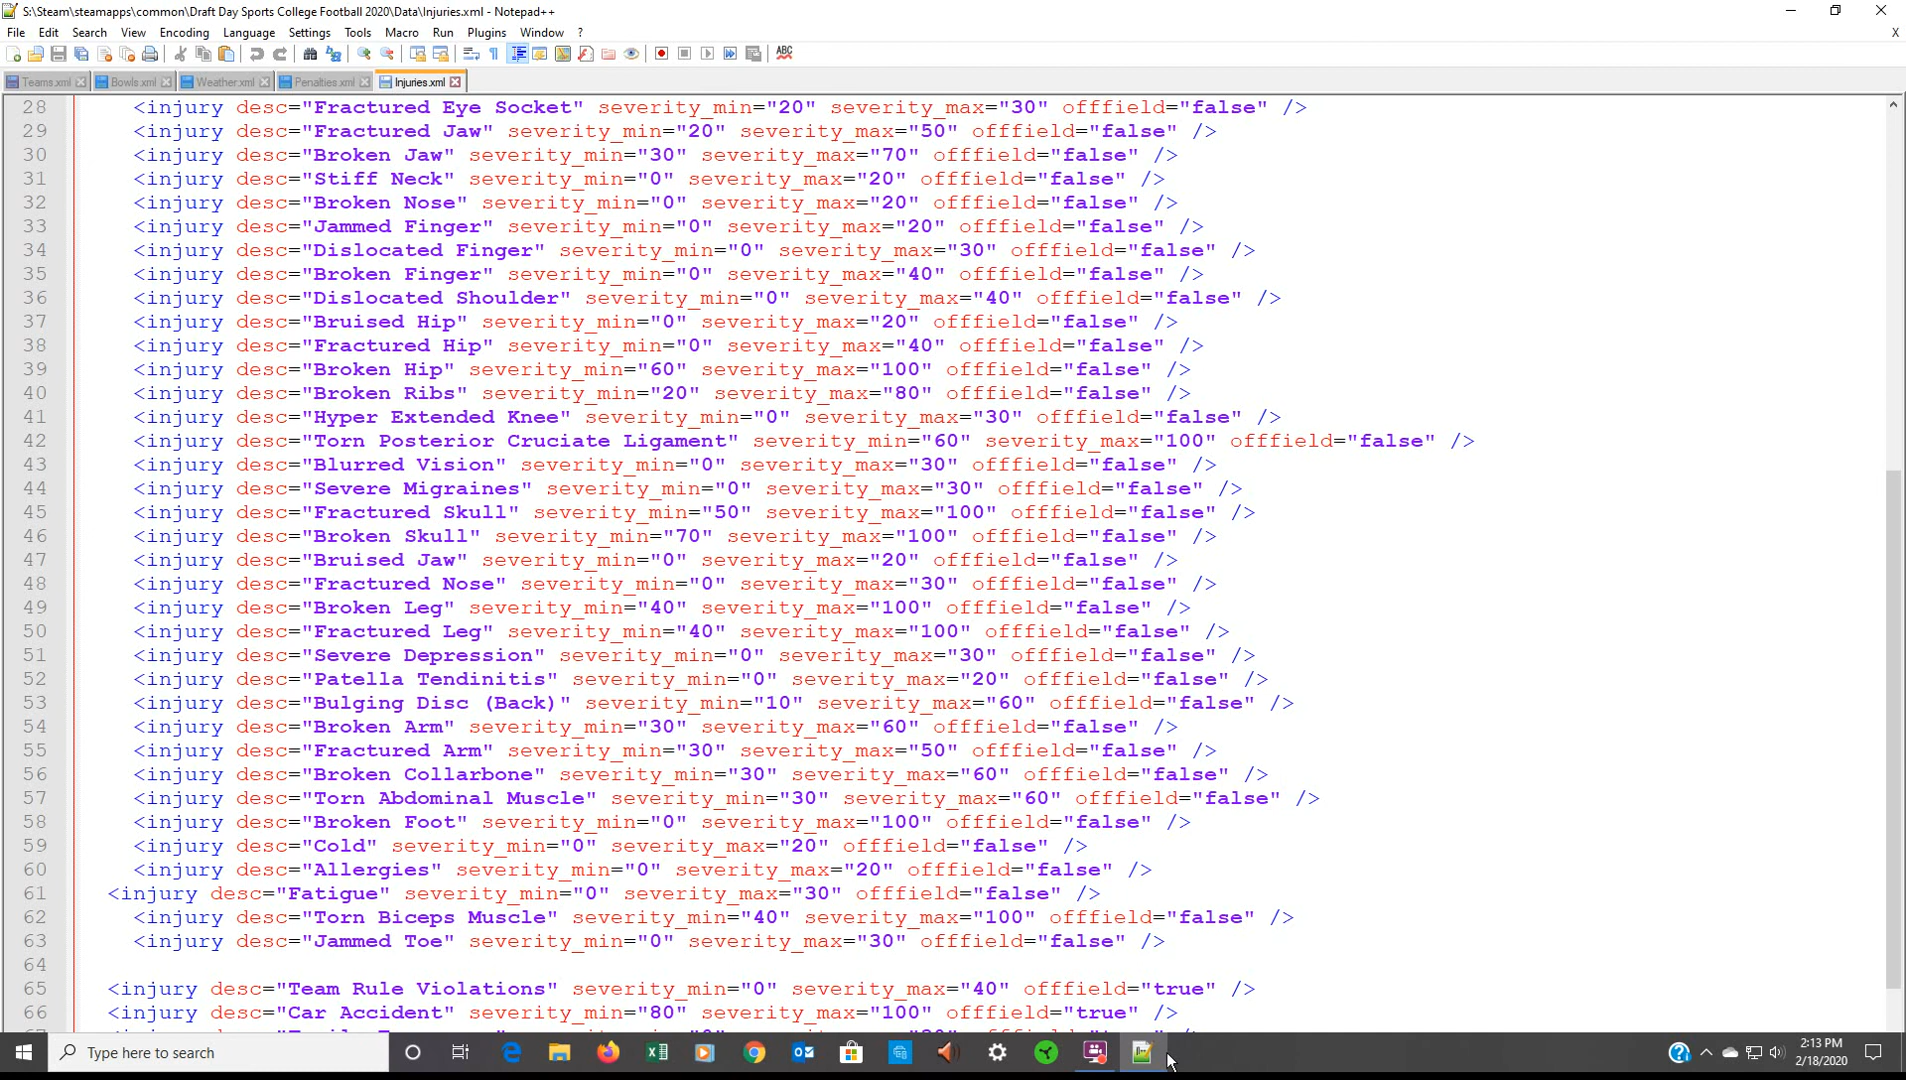 S:\Steam\steamapps\common\Draft Day Sports College Football 2020\Data\Injuries.xml - Notepad++
File Edit Search View Encoding Language Settings Tools Macro Run Plugins Window ? X
ABC
Teams.xml Bowls.xml Weather.xml Penalties.xml Injuries.xml
28 <injury desc="Fractured Eye Socket" severity_min="20" severity_max="30" offfield="false" />
29 <injury desc="Fractured Jaw" severity_min="20" severity_max="50" offfield="false" />
30 <injury desc="Broken Jaw" severity_min="30" severity_max="70" offfield="false" />
31 <injury desc="Stiff Neck" severity_min="0" severity_max="20" offfield="false" />
32 <injury desc="Broken Nose" severity_min="0" severity_max="20" offfield="false" />
33 <injury desc="Jammed Finger" severity_min="0" severity_max="20" offfield="false" />
34 <injury desc="Dislocated Finger" severity_min="0" severity_max="30" offfield="false" />
35 <injury desc="Broken Finger" severity_min="0" severity_max="40" offfield="false" />
36 <injury desc="Dislocated Shoulder" severity_min="0" severity_max="40" offfield="false" />
37 <injury desc="Bruised Hip" severity_min="0" severity_max="20" offfield="false" />
38 <injury desc="Fractured Hip" severity_min="0" severity_max="40" offfield="false" />
39 <injury desc="Broken Hip" severity_min="60" severity_max="100" offfield="false" />
40 <injury desc="Broken Ribs" severity_min="20" severity_max="80" offfield="false" />
41 <injury desc="Hyper Extended Knee" severity_min="0" severity_max="30" offfield="false" />
42 <injury desc="Torn Posterior Cruciate Ligament" severity_min="60" severity_max="100" offfield="false" />
43 <injury desc="Blurred Vision" severity_min="0" severity_max="30" offfield="false" />
44 <injury desc="Severe Migraines" severity_min="0" severity_max="30" offfield="false" />
45 <injury desc="Fractured Skull" severity_min="50" severity_max="100" offfield="false" />
46 <injury desc="Broken Skull" severity_min="70" severity_max="100" offfield="false" />
47 <injury desc="Bruised Jaw" severity_min="0" severity_max="20" offfield="false" />
48 <injury desc="Fractured Nose" severity_min="0" severity_max="30" offfield="false" />
49 <injury desc="Broken Leg" severity_min="40" severity_max="100" offfield="false" />
50 <injury desc="Fractured Leg" severity_min="40" severity_max="100" offfield="false" />
51 <injury desc="Severe Depression" severity_min="0" severity_max="30" offfield="false" />
52 <injury desc="Patella Tendinitis" severity_min="0" severity_max="20" offfield="false" />
53 <injury desc="Bulging Disc (Back)" severity_min="10" severity_max="60" offfield="false" />
54 <injury desc="Broken Arm" severity_min="30" severity_max="60" offfield="false" />
55 <injury desc="Fractured Arm" severity_min="30" severity_max="50" offfield="false" />
56 <injury desc="Broken Collarbone" severity_min="30" severity_max="60" offfield="false" />
57 <injury desc="Torn Abdominal Muscle" severity_min="30" severity_max="60" offfield="false" />
58 <injury desc="Broken Foot" severity_min="0" severity_max="100" offfield="false" />
59 <injury desc="Cold" severity_min="0" severity_max="20" offfield="false" />
60 <injury desc="Allergies" severity_min="0" severity_max="20" offfield="false" />
61 <injury desc="Fatigue" severity_min="0" severity_max="30" offfield="false" />
62 <injury desc="Torn Biceps Muscle" severity_min="40" severity_max="100" offfield="false" />
63 <injury desc="Jammed Toe" severity_min="0" severity_max="30" offfield="false" />
64
65 <injury desc="Team Rule Violations" severity_min="0" severity_max="40" offfield="true" />
66 <injury desc="Car Accident" severity_min="80" severity_max="100" offfield="true" />
Type here to search
2:13 PM
2/18/2020